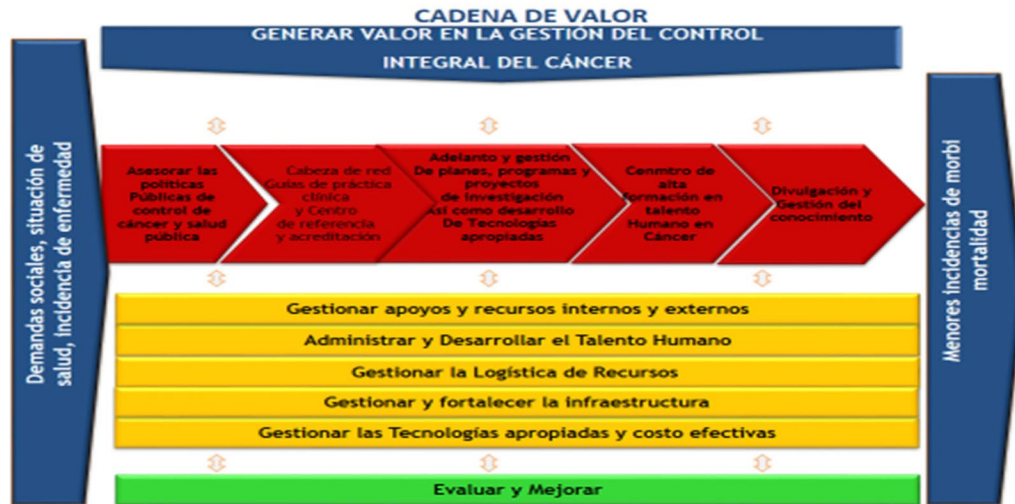 CADENA DE VALOR
GENERAR VALOR EN LA GESTIÓN DEL CONTROL
INTEGRAL DEL CÁNCER
Demandas sociales, situación de
salud, incidencia de enfermedad
Asesorar las
políticas
Públicas de
control de
cáncer y salud
pública
Cabeza de red
Guías de práctica
clínica
y Centro
de referencia
y acreditación
Adelanto y gestión
De planes, programas y
proyectos
de investigación
Así como desarrollo
De Tecnologías
apropiadas
Cenmtro de
alta
formación en
talento
Humano en
Cáncer
Divulgación y
Gestión del
conocimiento
Menores incidencias de morbi
mortalidad
Gestionar apoyos y recursos internos y externos
Administrar y Desarrollar el Talento Humano
Gestionar la Logística de Recursos
Gestionar y fortalecer la infraestructura
Gestionar las Tecnologías apropiadas y costo efectivas
Evaluar y Mejorar